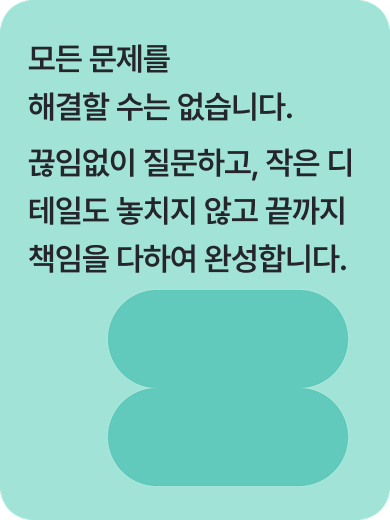 모든 문제를
해결할 수는 없습니다.
끊임없이 질문하고, 작은 디
테일도 놓치지 않고 끝까지
책임을 다하여 완성합니다.